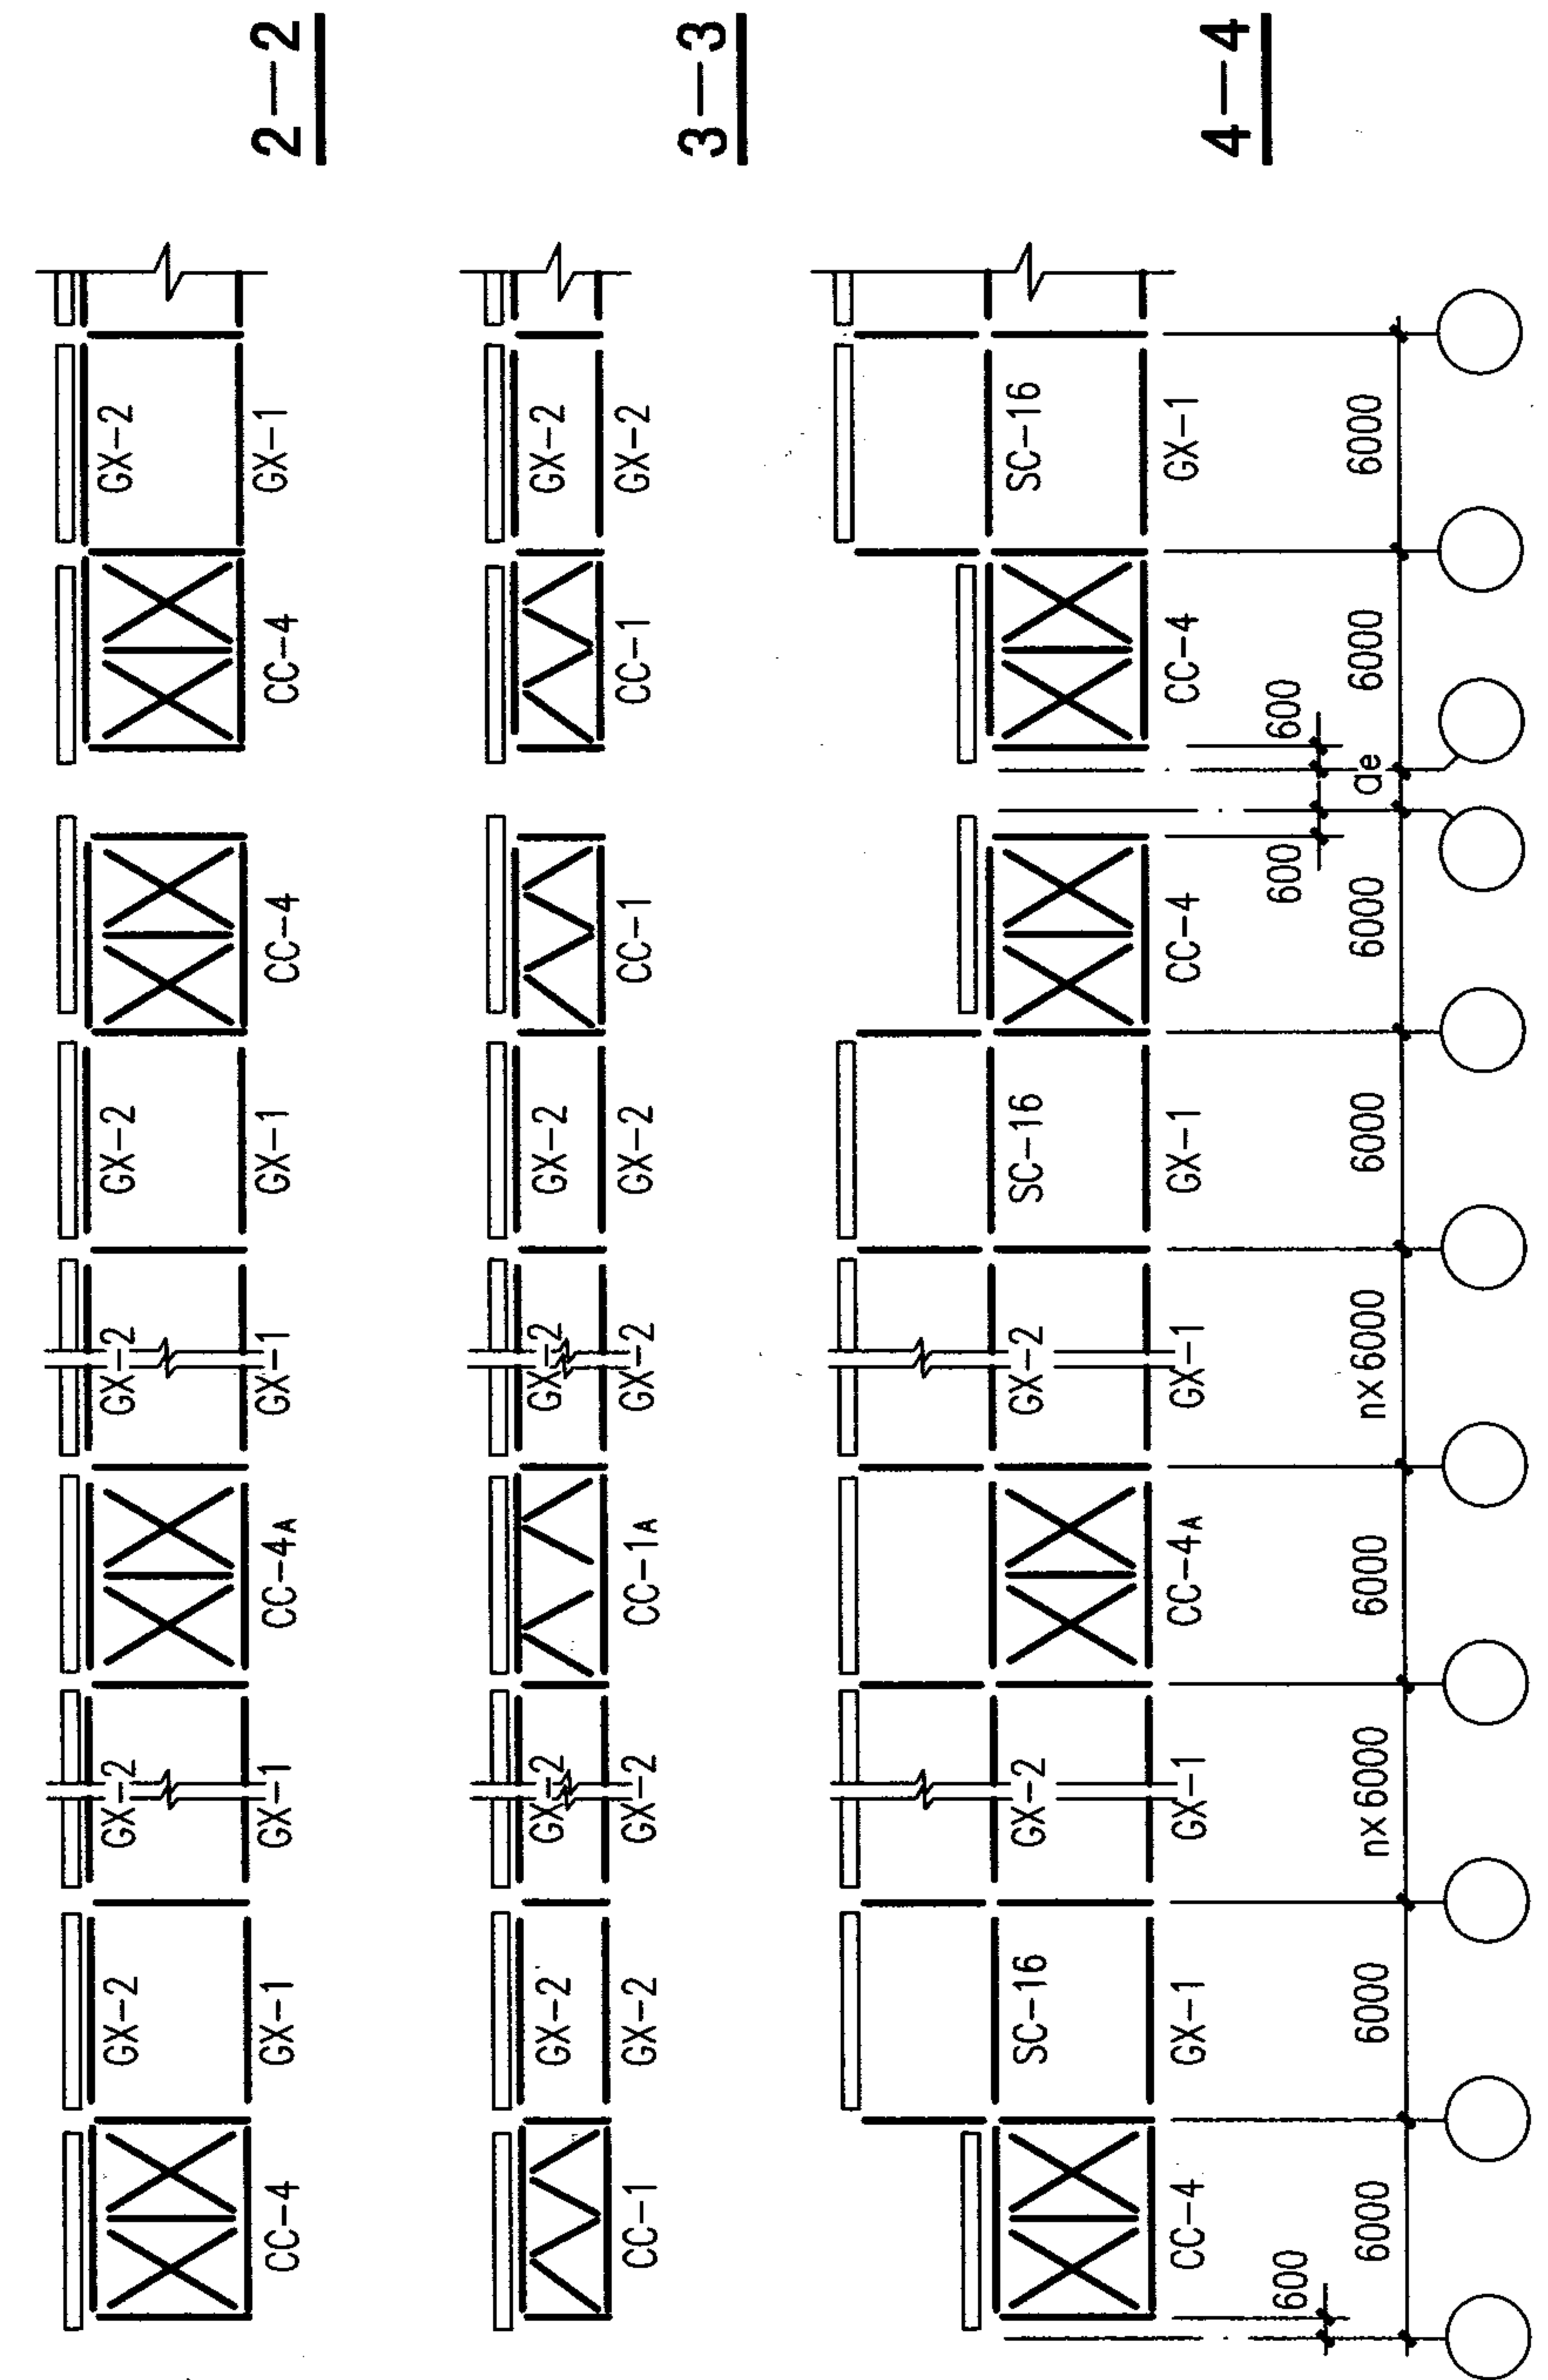 2—2
GX-2 GX-2 GX-2 GX-2 GX-2
CC-4 GX-1 GX-1 CC-4A GX-1 GX-1 CC-4 CC-4 GX-1
3—3
GX-2 GX-2 GX-2 GX-2 GX-2
CC-1 GX-2 GX-2 CC-1A GX-2 GX-2 CC-1 CC-1 GX-2
4—4
SC-16 GX-2 GX-2 SC-16 SC-16
CC-4 GX-1 GX-1 CC-4A GX-1 GX-1 CC-4 CC-4 GX-1
600 600 600
6000 6000 nx6000 6000 nx6000 6000 6000 ae 6000 6000